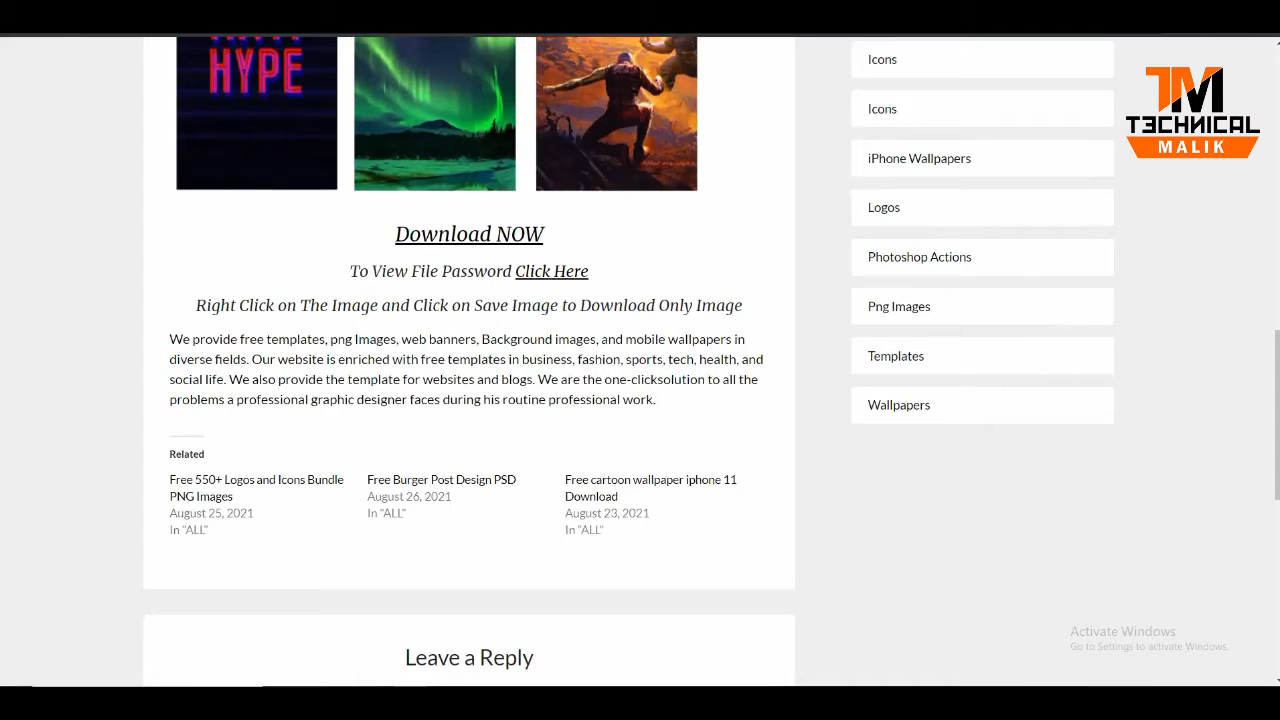 HYPE
Download NOW
To View File Password Click Here
Right Click on The Image and Click on Save Image to Download Only Image
We provide free templates, png Images, web banners, Background images, and mobile wallpapers in
diverse fields. Our website is enriched with free templates in business, fashion, sports, tech, health, and
social life. We also provide the template for websites and blogs. We are the one-clicksolution to all the
problems a professional graphic designer faces during his routine professional work.
Related
Free 550+ Logos and Icons Bundle
PNG Images
August 25, 2021
In "ALL"
Free Burger Post Design PSD
August 26, 2021
In "ALL"
Free cartoon wallpaper iphone 11
Download
August 23, 2021
In "ALL"
Leave a Reply
Icons
Icons
iPhone Wallpapers
Logos
Photoshop Actions
Png Images
Templates
Wallpapers
TM
TECHNICAL
MALIK
Activate Windows
Go to Settings to activate Windows.